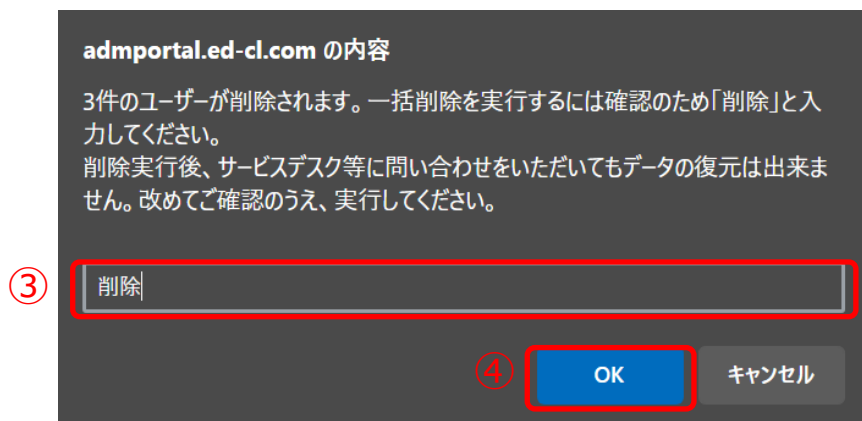 admportal.ed-cl.com の内容
3件のユーザーが削除されます。一括削除を実行するには確認のため「削除」と入
力してください。
削除実行後、サービスデスク等に問い合わせをいただいてもデータの復元は出来ま
せん。改めてご確認のうえ、実行してください。
③ 削除
④ OK キャンセル